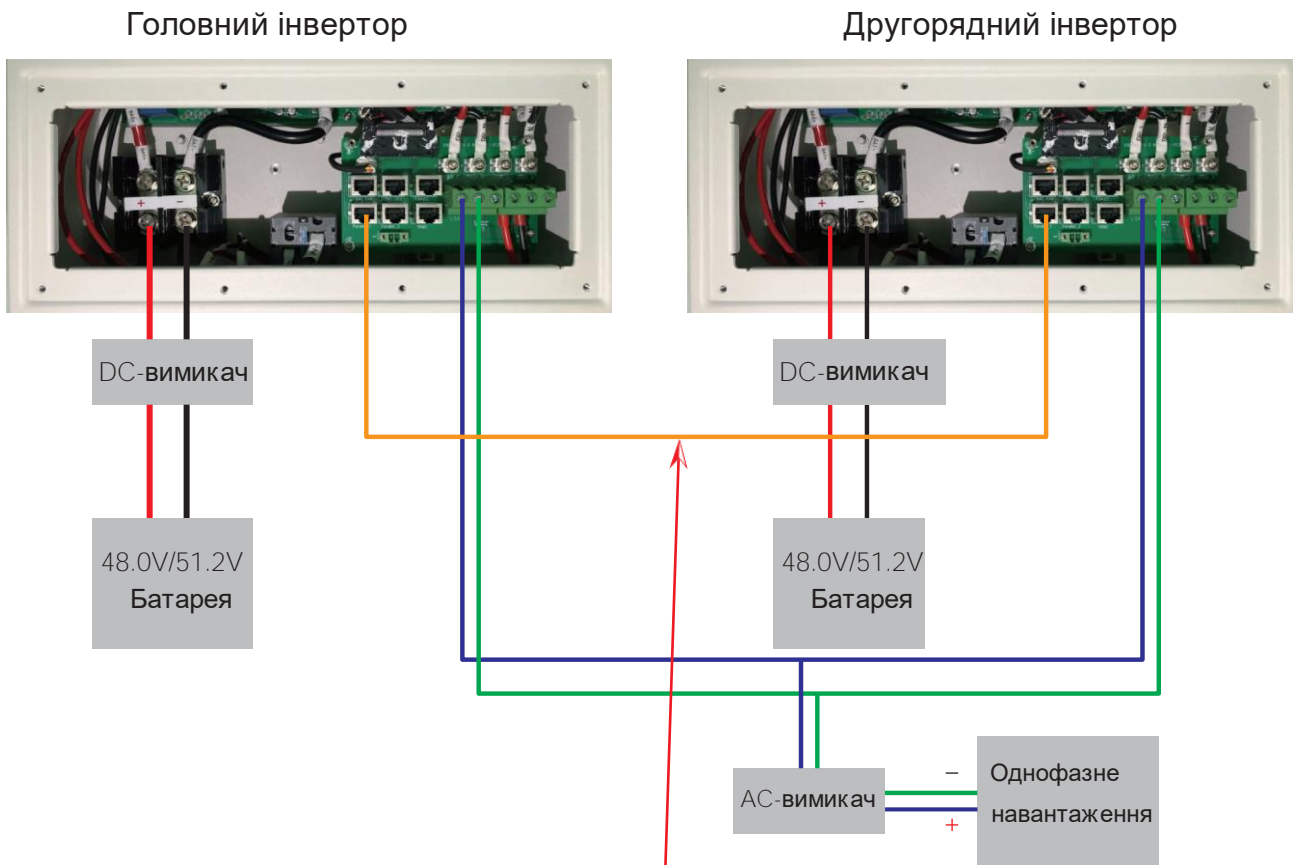 Головний інвертор
Другорядний інвертор
+ −
+ −
DC-вимикач
DC-вимикач
48.0V/51.2V
Батарея
48.0V/51.2V
Батарея
AC-вимикач
−
+
Однофазне
навантаження